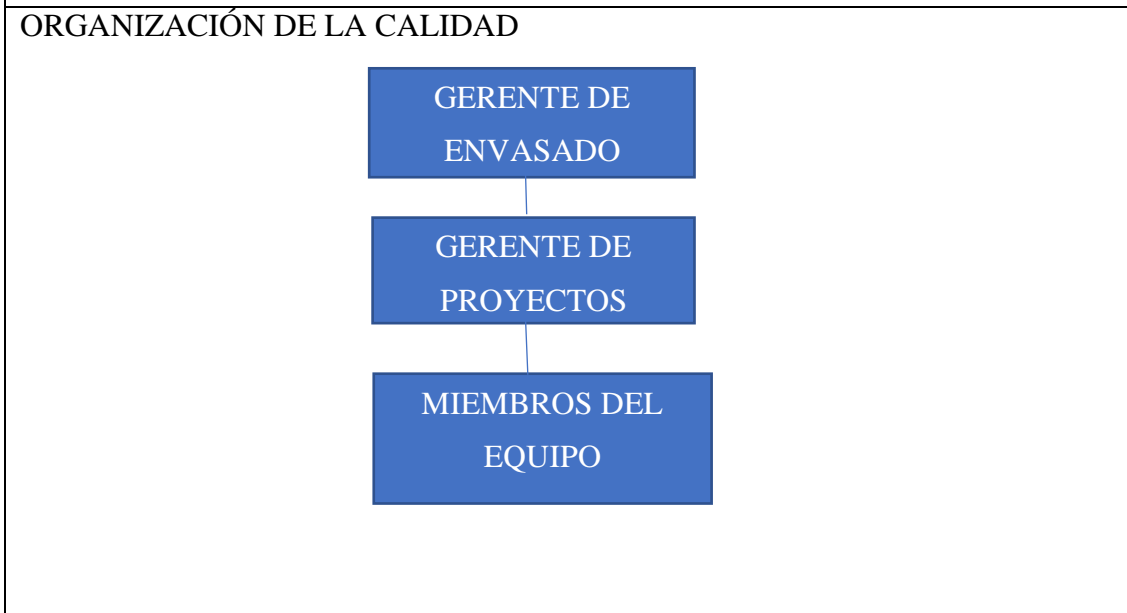 ORGANIZACIÓN DE LA CALIDAD
GERENTE DE
ENVASADO
GERENTE DE
PROYECTOS
MIEMBROS DEL
EQUIPO